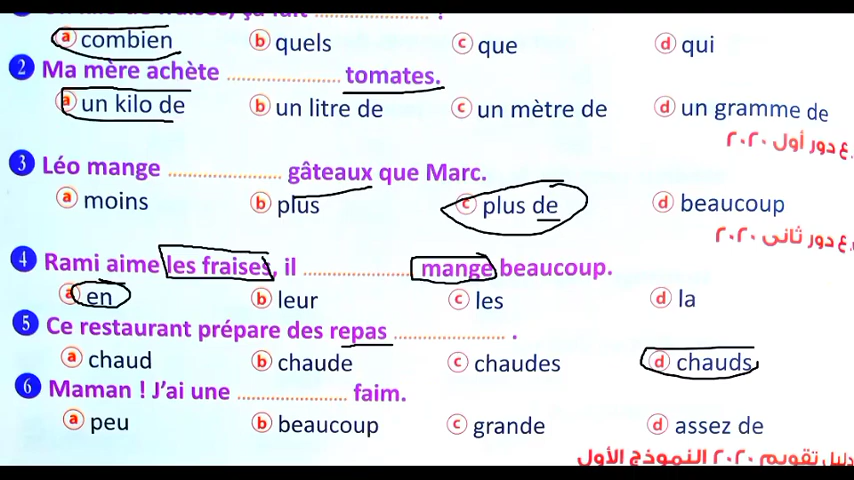 ⓐ combien ⓑ quels ⓒ que ⓓ qui
2 Ma mère achète ........................ tomates.
ⓐ un kilo de ⓑ un litre de ⓒ un mètre de ⓓ un gramme de
ع دور أول ٢٠٢٠
3 Léo mange ........................ gâteaux que Marc.
ⓐ moins ⓑ plus ⓒ plus de ⓓ beaucoup
ع دور ثانى ٢٠٢٠
4 Rami aime les fraises, il ........................ mange beaucoup.
ⓐ en ⓑ leur ⓒ les ⓓ la
5 Ce restaurant prépare des repas ........................ .
ⓐ chaud ⓑ chaude ⓒ chaudes ⓓ chauds
6 Maman ! J'ai une ........................ faim.
ⓐ peu ⓑ beaucoup ⓒ grande ⓓ assez de
دليل تقويم ٢٠٢٠ النموذج الأول